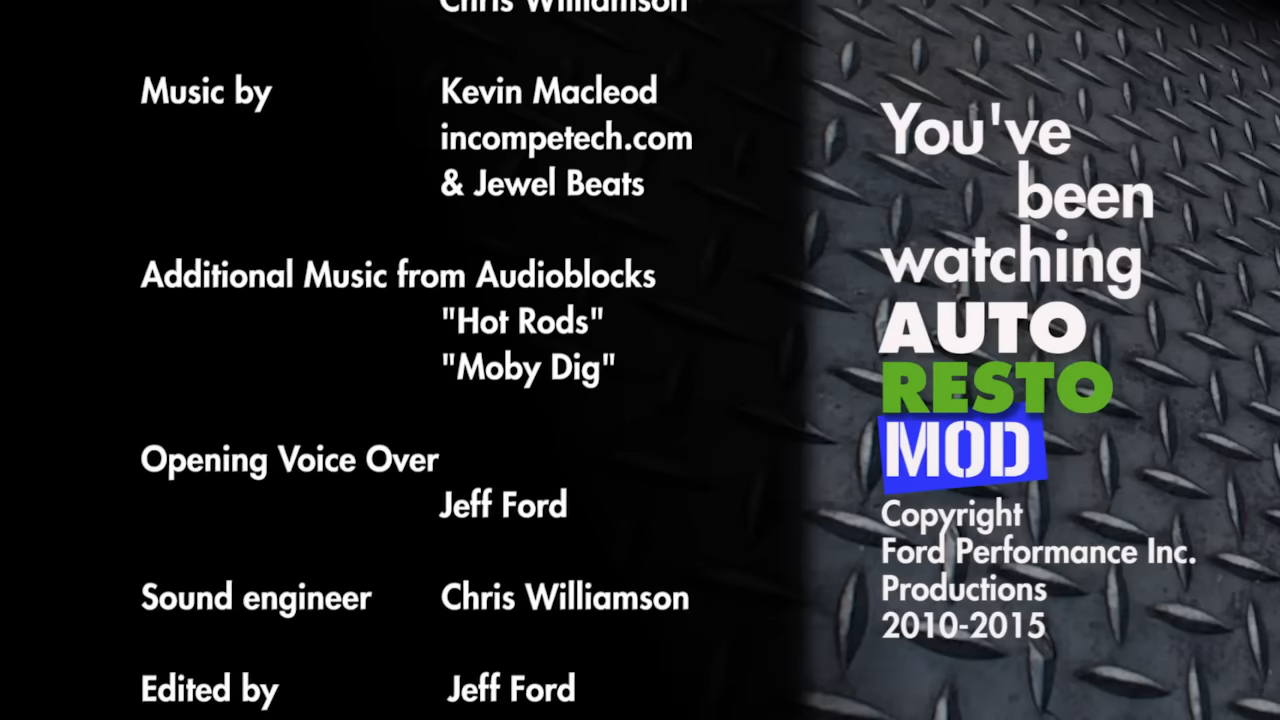 Chris Williamson
Music by Kevin Macleod
incompetech.com
& Jewel Beats
Additional Music from Audioblocks
"Hot Rods"
"Moby Dig"
Opening Voice Over
Jeff Ford
Sound engineer Chris Williamson
Edited by Jeff Ford
You've
been
watching
AUTO
RESTO
MOD
Copyright
Ford Performance Inc.
Productions
2010-2015